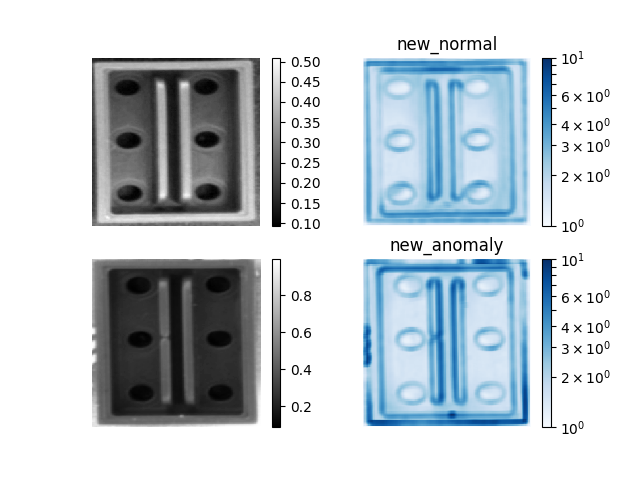 new_normal
0.50
0.45
0.40
0.35
0.30
0.25
0.20
0.15
0.10
10¹
6 × 10⁰
4 × 10⁰
3 × 10⁰
2 × 10⁰
10⁰
new_anomaly
0.8
0.6
0.4
0.2
10¹
6 × 10⁰
4 × 10⁰
3 × 10⁰
2 × 10⁰
10⁰